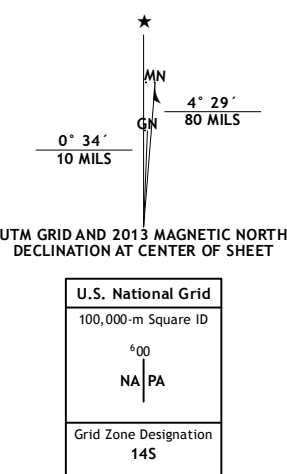 ★
MN
4° 29´
80 MILS
GN
0° 34´
10 MILS
UTM GRID AND 2013 MAGNETIC NORTH
DECLINATION AT CENTER OF SHEET
U.S. National Grid
100,000-m Square ID
⁶00
NA PA
Grid Zone Designation
14S